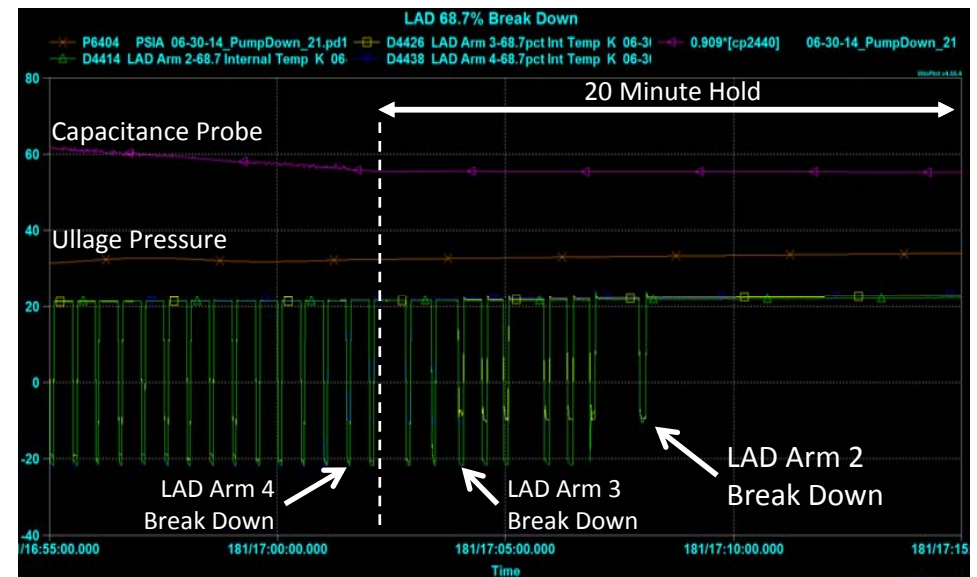 LAD 68.7% Break Down
P6404 PSIA 06-30-14_PumpDown_21.pd1 D4426 LAD Arm 3-68.7pct Int Temp K 06-3 0.909*[cp2440] 06-30-14_PumpDown_21
D4414 LAD Arm 2-68.7 Internal Temp K 06- D4438 LAD Arm 4-68.7pct Int Temp K 06-3
WinPlot v4.55.4
80
20 Minute Hold
Capacitance Probe
60
40
Ullage Pressure
20
0
-20
LAD Arm 4
Break Down
LAD Arm 3
Break Down
LAD Arm 2
Break Down
-40
1/16:55:00.000 181/17:00:00.000 181/17:05:00.000 181/17:10:00.000 181/17:15
Time